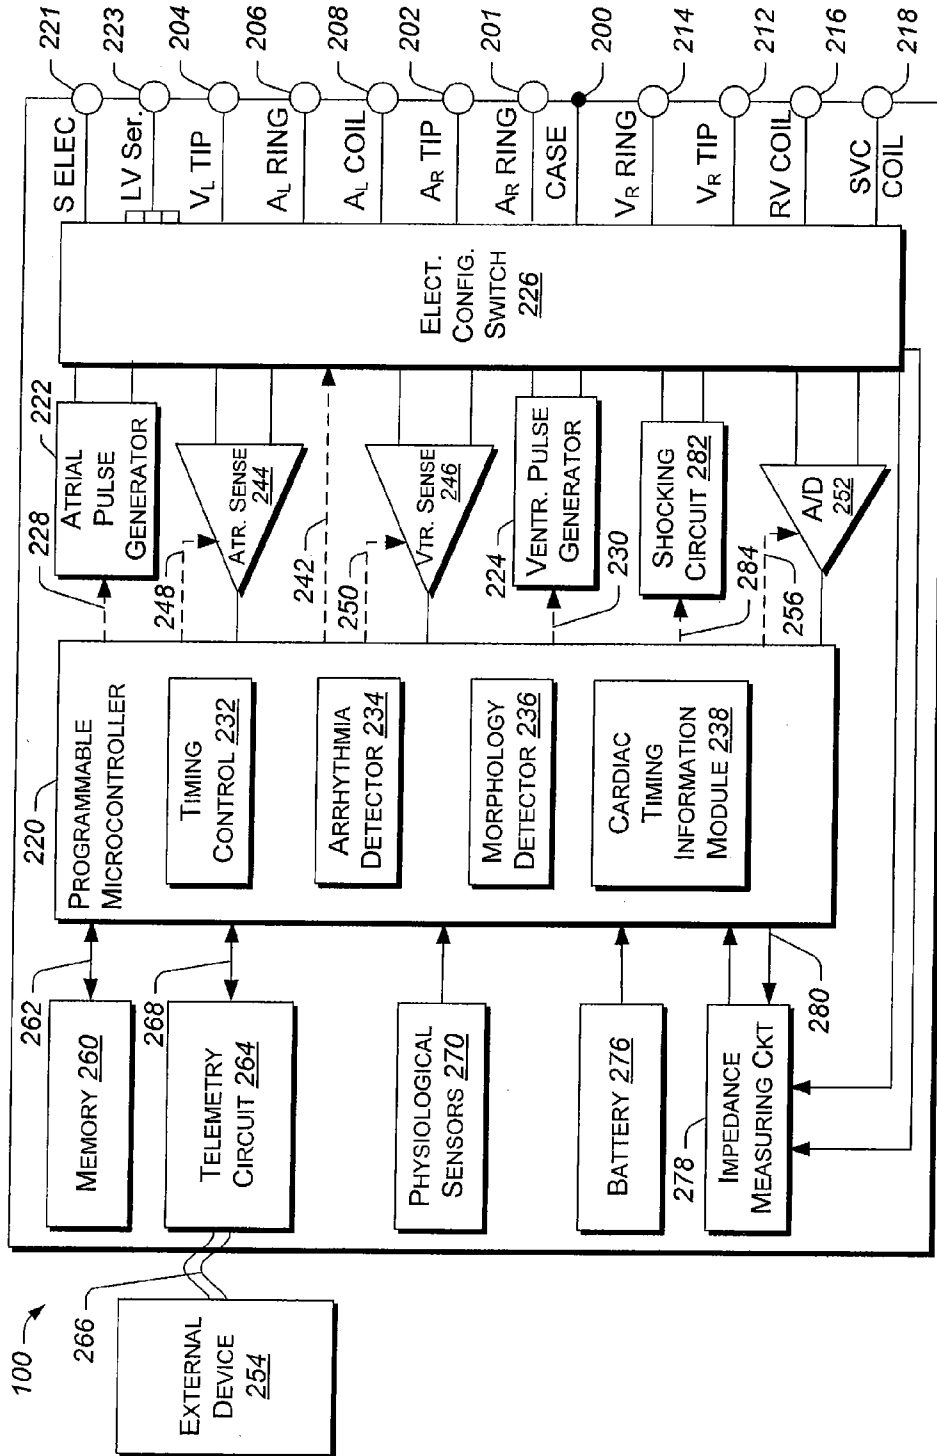 100
EXTERNAL
DEVICE
254
266
MEMORY 260
262
TELEMETRY
CIRCUIT 264
268
PHYSIOLOGICAL
SENSORS 270
BATTERY 276
278
IMPEDANCE
MEASURING CKT
280
220
PROGRAMMABLE
MICROCONTROLLER
TIMING
CONTROL 232
ARRHYTHMIA
DETECTOR 234
MORPHOLOGY
DETECTOR 236
CARDIAC
TIMING
INFORMATION
MODULE 238
228
222
ATRIAL
PULSE
GENERATOR
248
ATR. SENSE
244
242
250
VTR. SENSE
246
224
VENTR. PULSE
GENERATOR
230
SHOCKING
CIRCUIT 282
284
256
A/D
252
ELECT.
CONFIG.
SWITCH
226
S ELEC
221
LV Ser.
223
VL TIP
204
AL RING
206
AL COIL
208
AR TIP
202
AR RING
201
CASE
200
VR RING
214
VR TIP
212
RV COIL
216
SVC
COIL
218